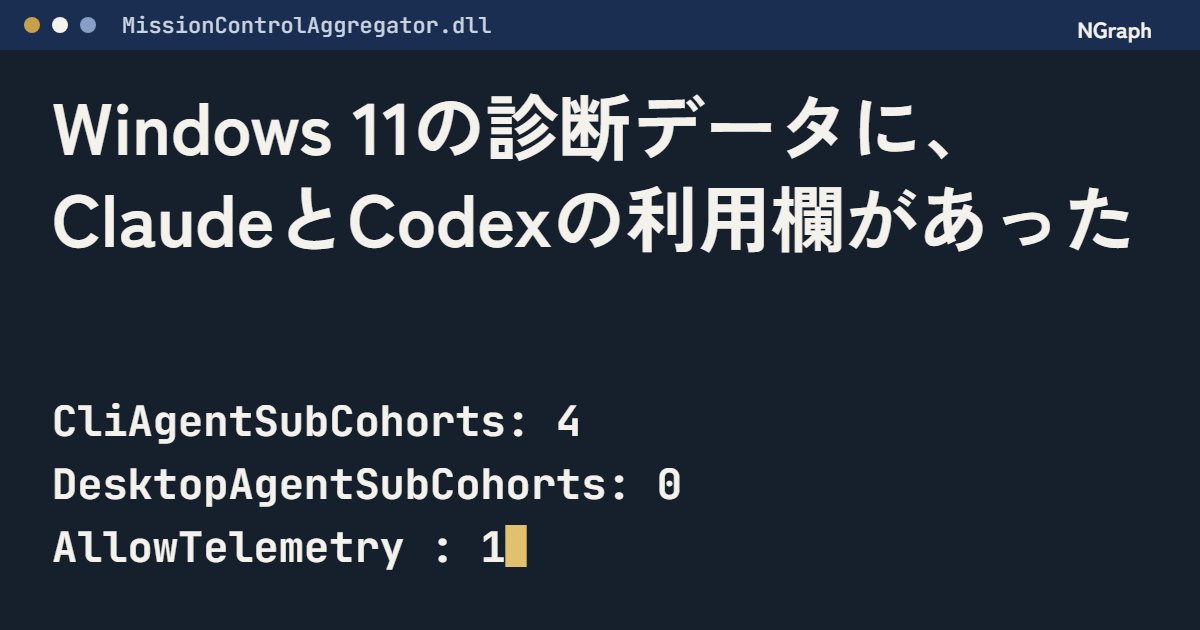 MissionControlAggregator.dll
NGraph
Windows 11の診断データに、
ClaudeとCodexの利用欄があった
CliAgentSubCohorts: 4
DesktopAgentSubCohorts: 0
AllowTelemetry : 1